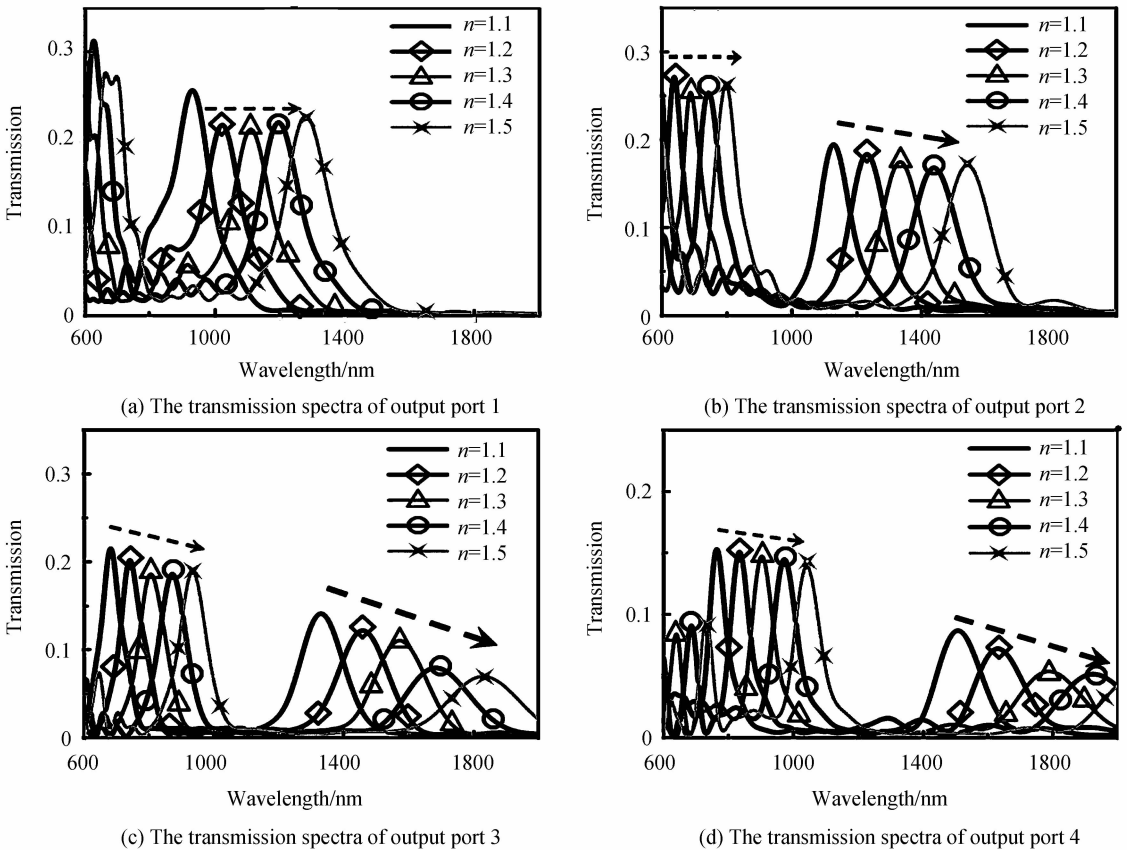 n=1.1
n=1.2
n=1.3
n=1.4
n=1.5
0.3
0.2
0.1
0
Transmission
600
1000
1400
1800
Wavelength/nm
(a) The transmission spectra of output port 1
n=1.1
n=1.2
n=1.3
n=1.4
n=1.5
0.3
0.2
0.1
0
Transmission
600
1000
1400
1800
Wavelength/nm
(b) The transmission spectra of output port 2
n=1.1
n=1.2
n=1.3
n=1.4
n=1.5
0.3
0.2
0.1
0
Transmission
600
1000
1400
1800
Wavelength/nm
(c) The transmission spectra of output port 3
n=1.1
n=1.2
n=1.3
n=1.4
n=1.5
0.2
0.1
0
Transmission
600
1000
1400
1800
Wavelength/nm
(d) The transmission spectra of output port 4